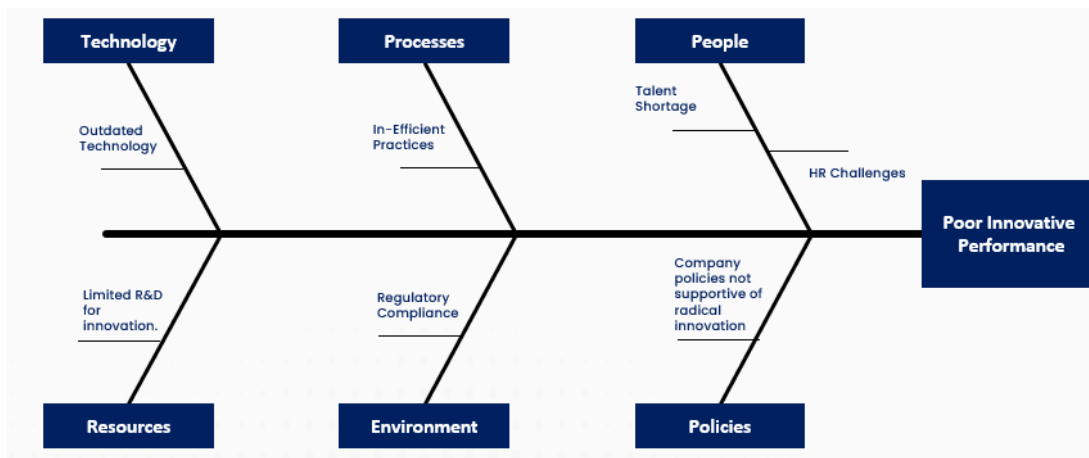 Technology
Processes
People
Outdated
Technology
In-Efficient
Practices
Talent
Shortage
HR Challenges
Poor Innovative
Performance
Limited R&D
for
innovation.
Regulatory
Compliance
Company
policies not
supportive of
radical
innovation
Resources
Environment
Policies